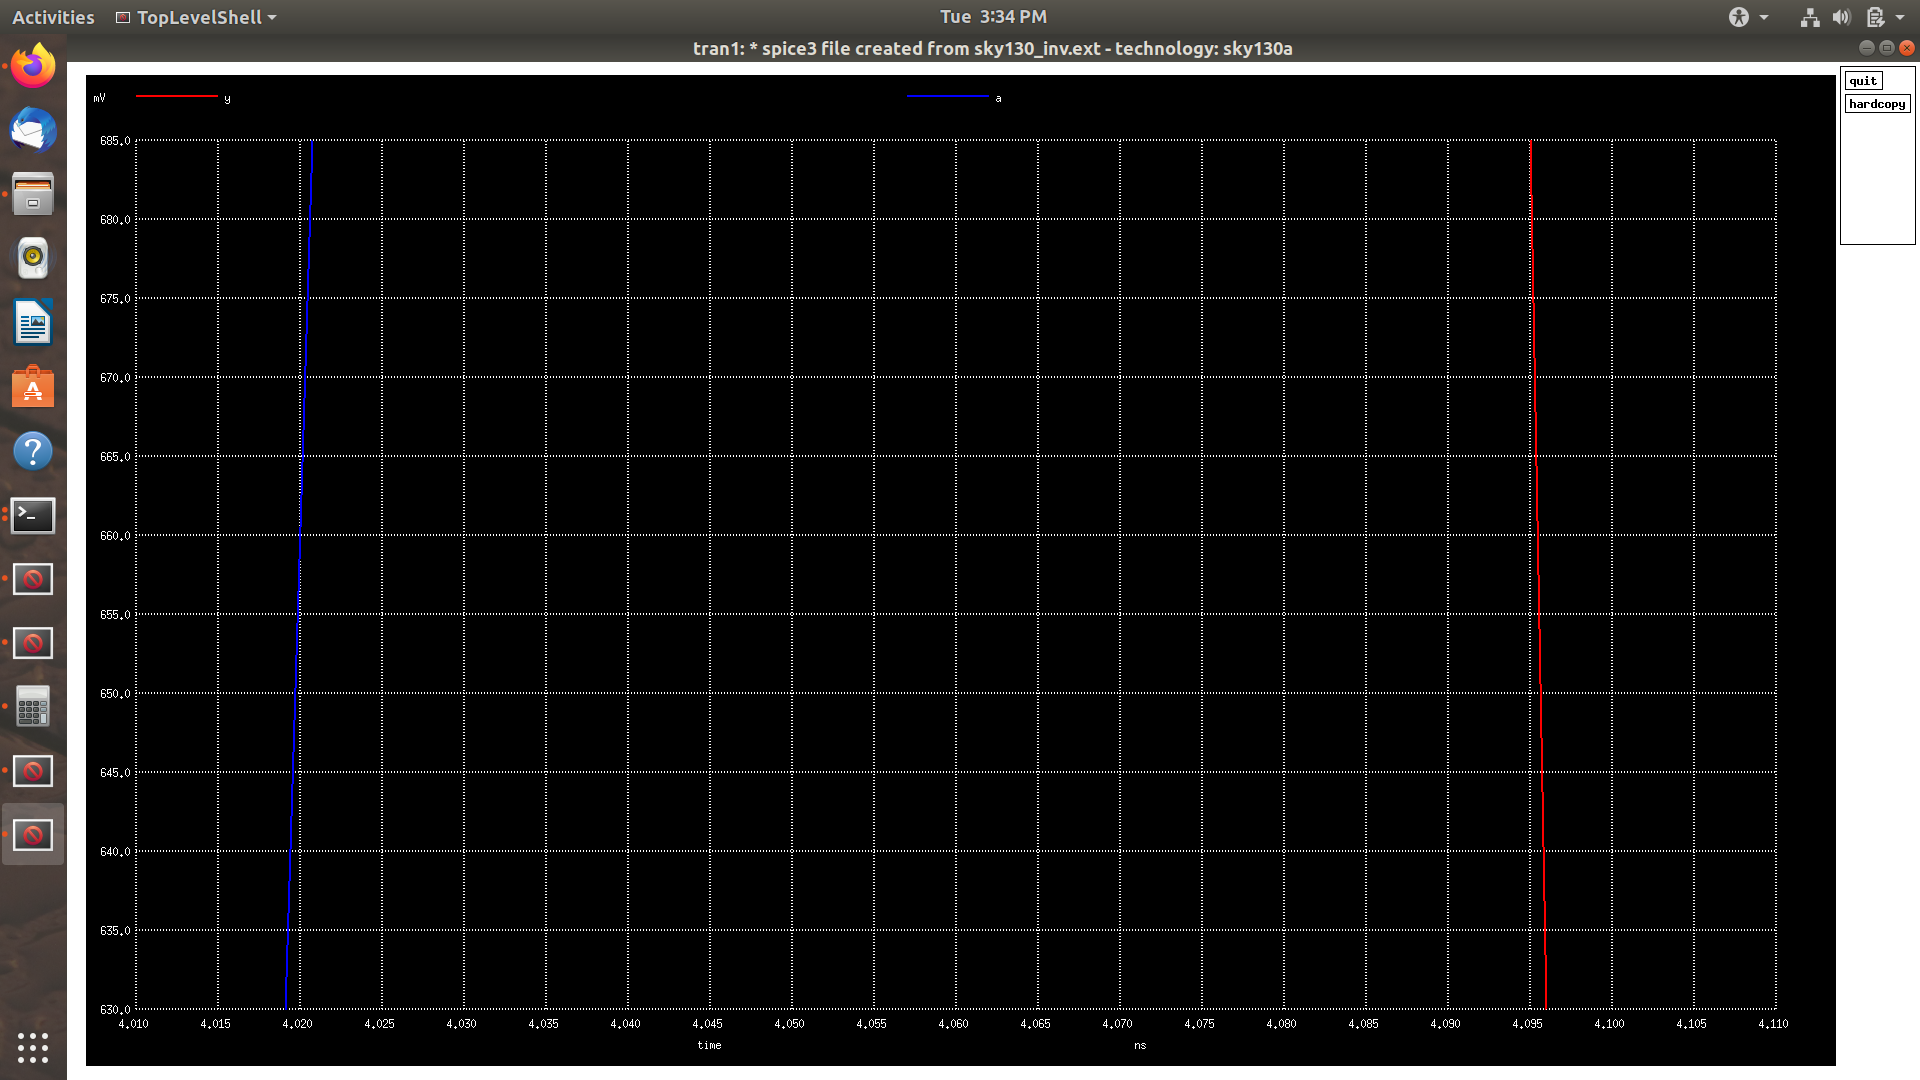 Activities TopLevelShell Tue 3:34 PM
tran1: * spice3 file created from sky130_inv.ext - technology: sky130a
quit
hardcopy
mV y a
685.0
680.0
675.0
670.0
665.0
660.0
655.0
650.0
645.0
640.0
635.0
630.0
4.010 4.015 4.020 4.025 4.030 4.035 4.040 4.045 4.050 4.055 4.060 4.065 4.070 4.075 4.080 4.085 4.090 4.095 4.100 4.105 4.110
time ns